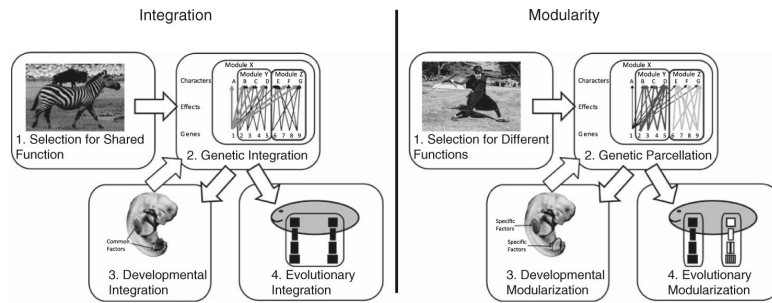 Integration
Module X
Module Y Module Z
Characters A B C D E F G
Effects
Genes 1 2 3 4 5 6 7 8 9
1. Selection for Shared
Function
2. Genetic Integration
Common
Factors
3. Developmental
Integration
4. Evolutionary
Integration
Modularity
Module X
Module Y Module Z
Characters A B C D E F G
Effects
Genes 1 2 3 4 5 6 7 8 9
1. Selection for Different
Functions
2. Genetic Parcellation
Specific
Factors
Specific
Factors
3. Developmental
Modularization
4. Evolutionary
Modularization